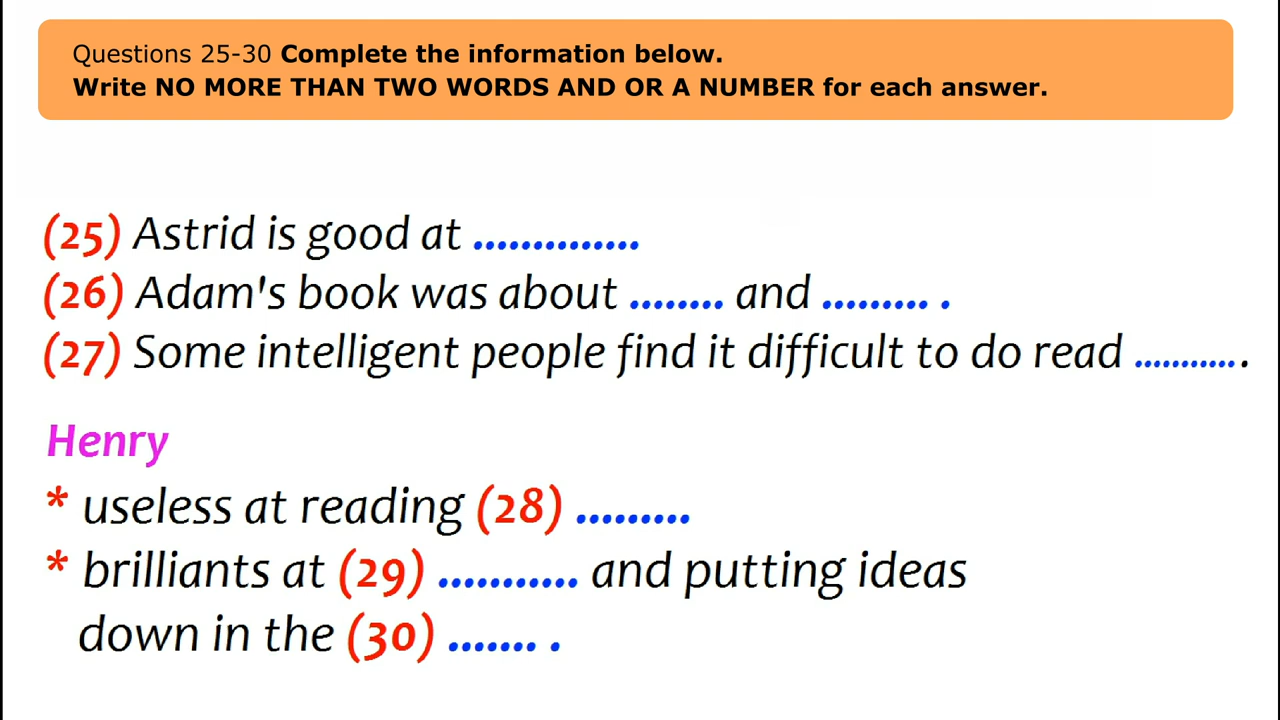 Questions 25-30 Complete the information below.
Write NO MORE THAN TWO WORDS AND OR A NUMBER for each answer.
(25) Astrid is good at ..............
(26) Adam's book was about ........ and ......... .
(27) Some intelligent people find it difficult to do read ........... .
Henry
* useless at reading (28) .........
* brilliants at (29) ........... and putting ideas
down in the (30) ....... .